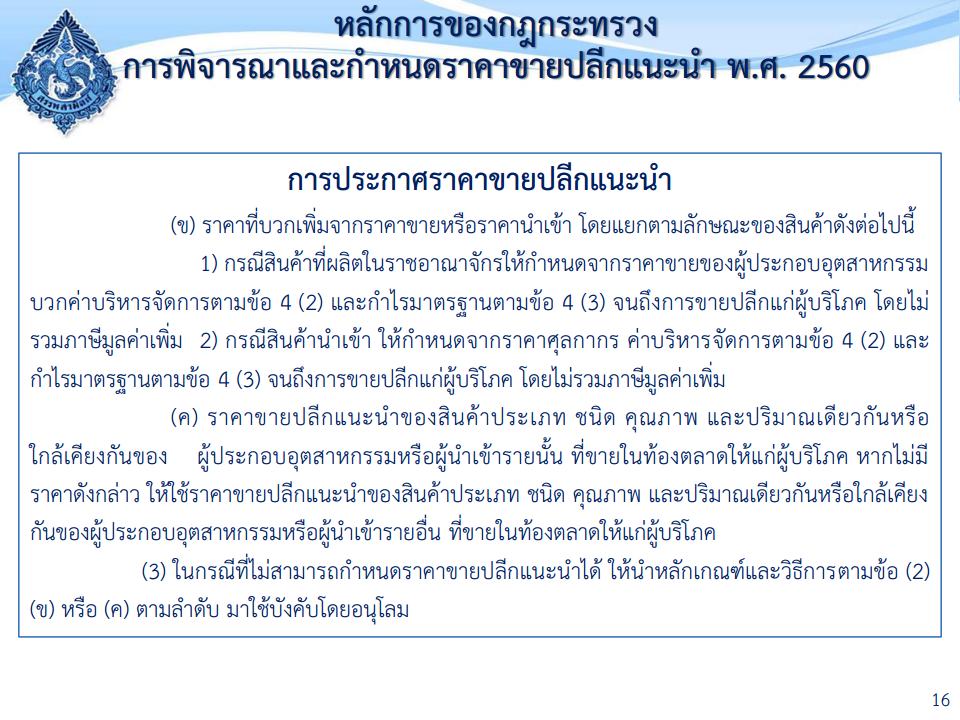 หลักการของกฎกระทรวง
การพิจารณาและกำหนดราคาขายปลีกแนะนำ พ.ศ. 2560
สรรพสามิต
การประกาศราคาขายปลีกแนะนำ
(ข) ราคาที่บวกเพิ่มจากราคาขายหรือราคานำเข้า โดยแยกตามลักษณะของสินค้าดังต่อไปนี้
1) กรณีสินค้าที่ผลิตในราชอาณาจักรให้กำหนดจากราคาขายของผู้ประกอบอุตสาหกรรม
บวกค่าบริหารจัดการตามข้อ 4 (2) และกำไรมาตรฐานตามข้อ 4 (3) จนถึงการขายปลีกแก่ผู้บริโภค โดยไม่
รวมภาษีมูลค่าเพิ่ม 2) กรณีสินค้านำเข้า ให้กำหนดจากราคาศุลกากร ค่าบริหารจัดการตามข้อ 4 (2) และ
กำไรมาตรฐานตามข้อ 4 (3) จนถึงการขายปลีกแก่ผู้บริโภค โดยไม่รวมภาษีมูลค่าเพิ่ม
(ค) ราคาขายปลีกแนะนำของสินค้าประเภท ชนิด คุณภาพ และปริมาณเดียวกันหรือ
ใกล้เคียงกันของ ผู้ประกอบอุตสาหกรรมหรือผู้นำเข้ารายนั้น ที่ขายในท้องตลาดให้แก่ผู้บริโภค หากไม่มี
ราคาดังกล่าว ให้ใช้ราคาขายปลีกแนะนำของสินค้าประเภท ชนิด คุณภาพ และปริมาณเดียวกันหรือใกล้เคียง
กันของผู้ประกอบอุตสาหกรรมหรือผู้นำเข้ารายอื่น ที่ขายในท้องตลาดให้แก่ผู้บริโภค
(3) ในกรณีที่ไม่สามารถกำหนดราคาขายปลีกแนะนำได้ ให้นำหลักเกณฑ์และวิธีการตามข้อ (2)
(ข) หรือ (ค) ตามลำดับ มาใช้บังคับโดยอนุโลม
16